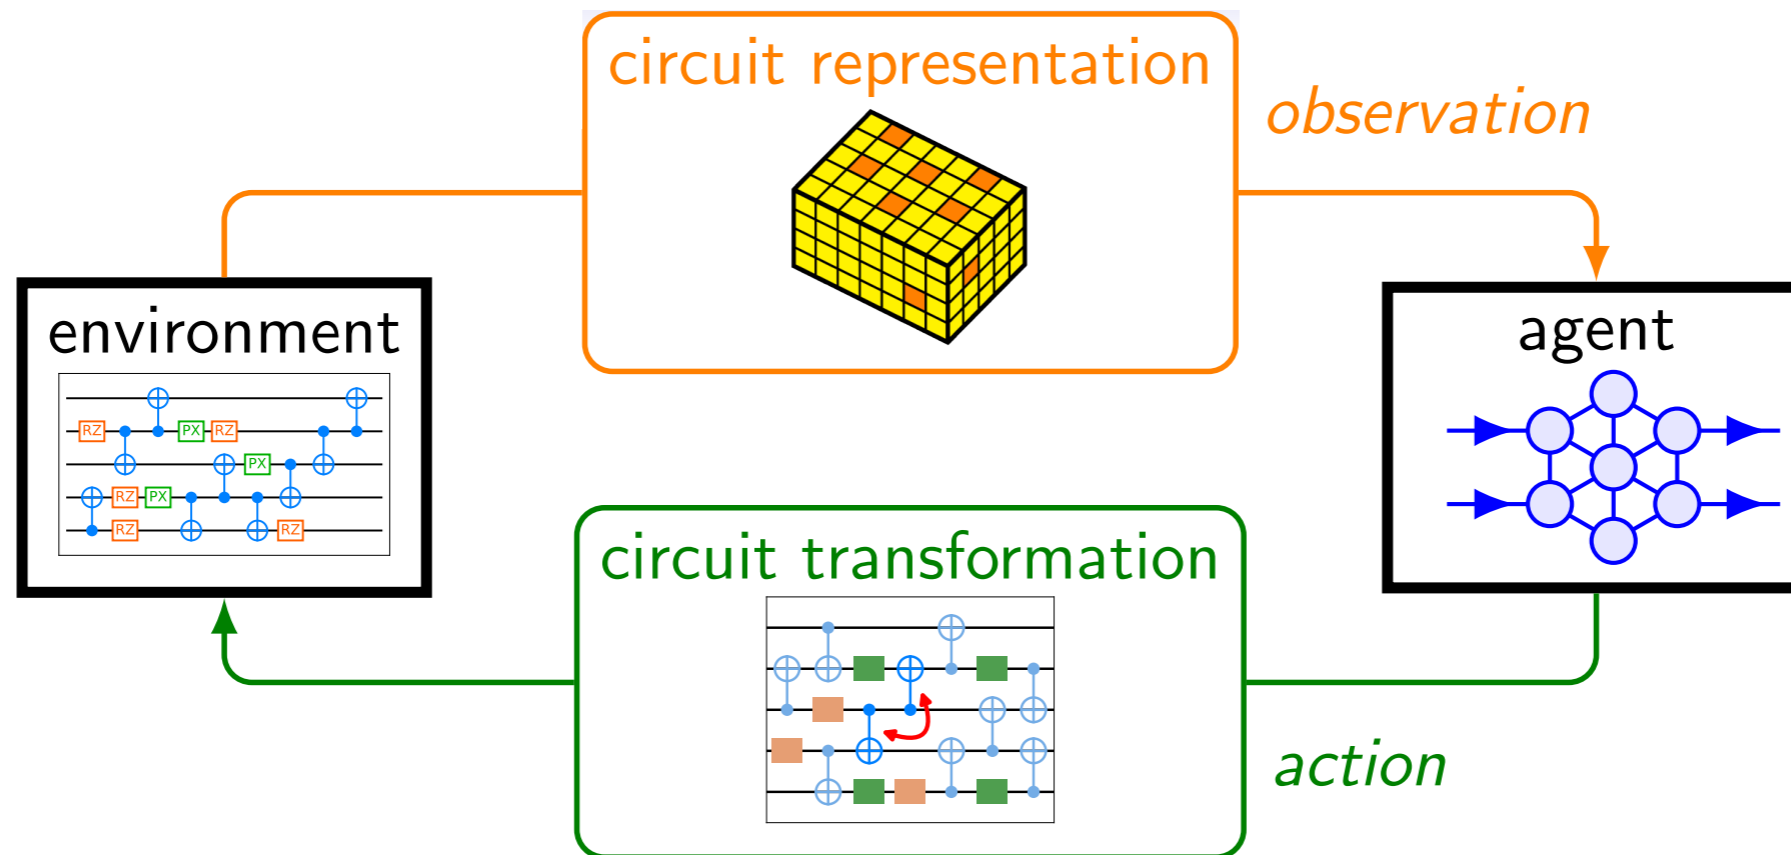 circuit representation
observation
environment
agent
RZ PX RZ
PX
RZ PX
RZ RZ
circuit transformation
action